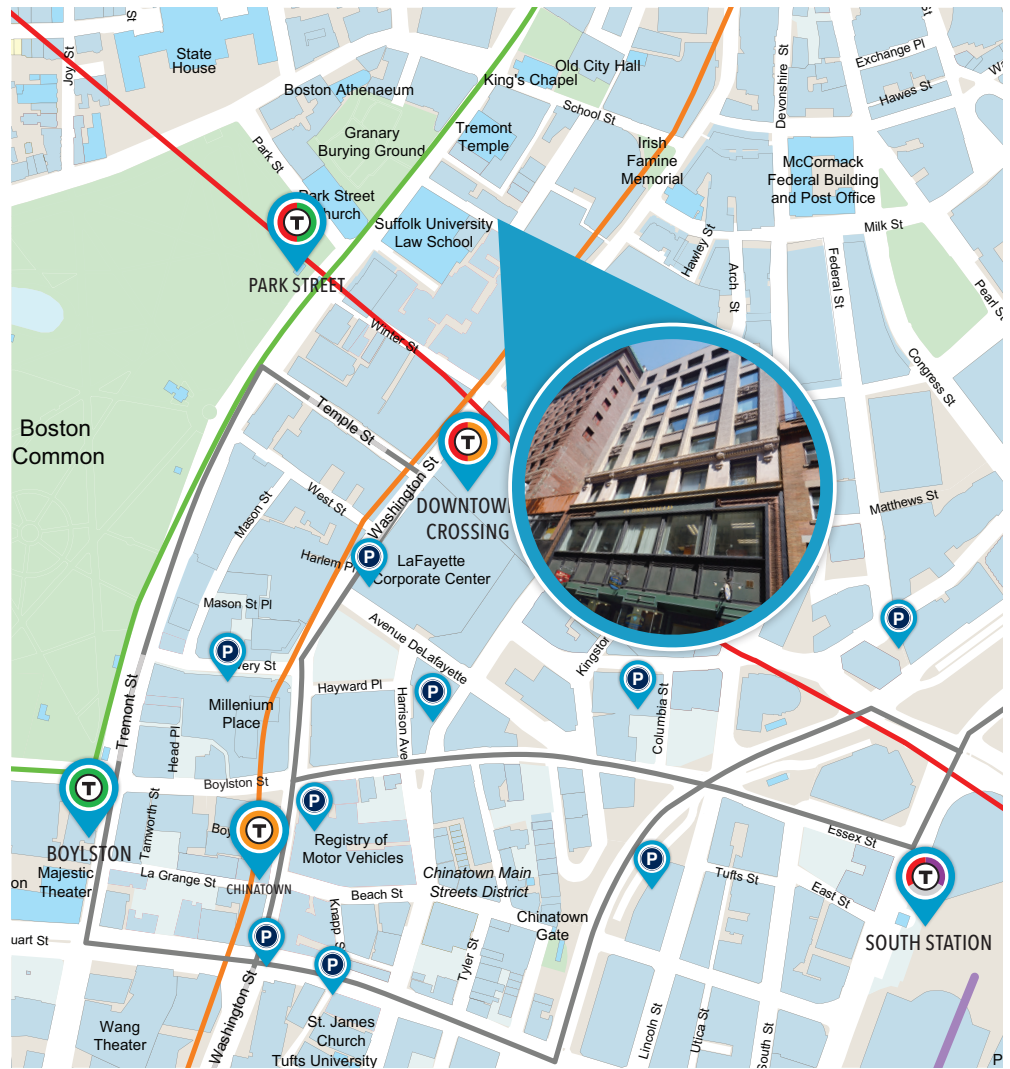 St
State
House
Joy St
Boston Athenaeum
King's Chapel
Old City Hall
Exchange Pl
St
Wa
Hawes St
Devonshire St
School St
Granary
Burying Ground
Tremont
Temple
Park St
Irish
Famine
Memorial
McCormack
Federal Building
and Post Office
Park Street
Church
Suffolk University
Law School
Milk St
T
PARK STREET
Hawley St
Arch St
Federal St
Pearl St
Winter St
Congress St
Boston
Common
Temple St
T
DOWNTOWN
CROSSING
Washington St
West St
Mason St
Matthews St
Harlem Pl
P
LaFayette
Corporate Center
Mason St Pl
P
Avery St
Avenue DeLafayette
Kingston
P
P
P
Hayward Pl
Harrison Ave
Columbia St
Millenium
Place
Tremont St
Head Pl
Boylston St
T
BOYLSTON
Majestic
Theater
on
Tamworth St
Boy
T
CHINATOWN
P
Registry of
Motor Vehicles
Essex St
La Grange St
Beach St
Chinatown Main
Streets District
P
Tufts St
East St
T
SOUTH STATION
Knapp S
Chinatown
Gate
uart St
P
P
Tyler St
Washington St
Wang
Theater
St. James
Church
Tufts University
Lincoln St
Utica St
South St
P